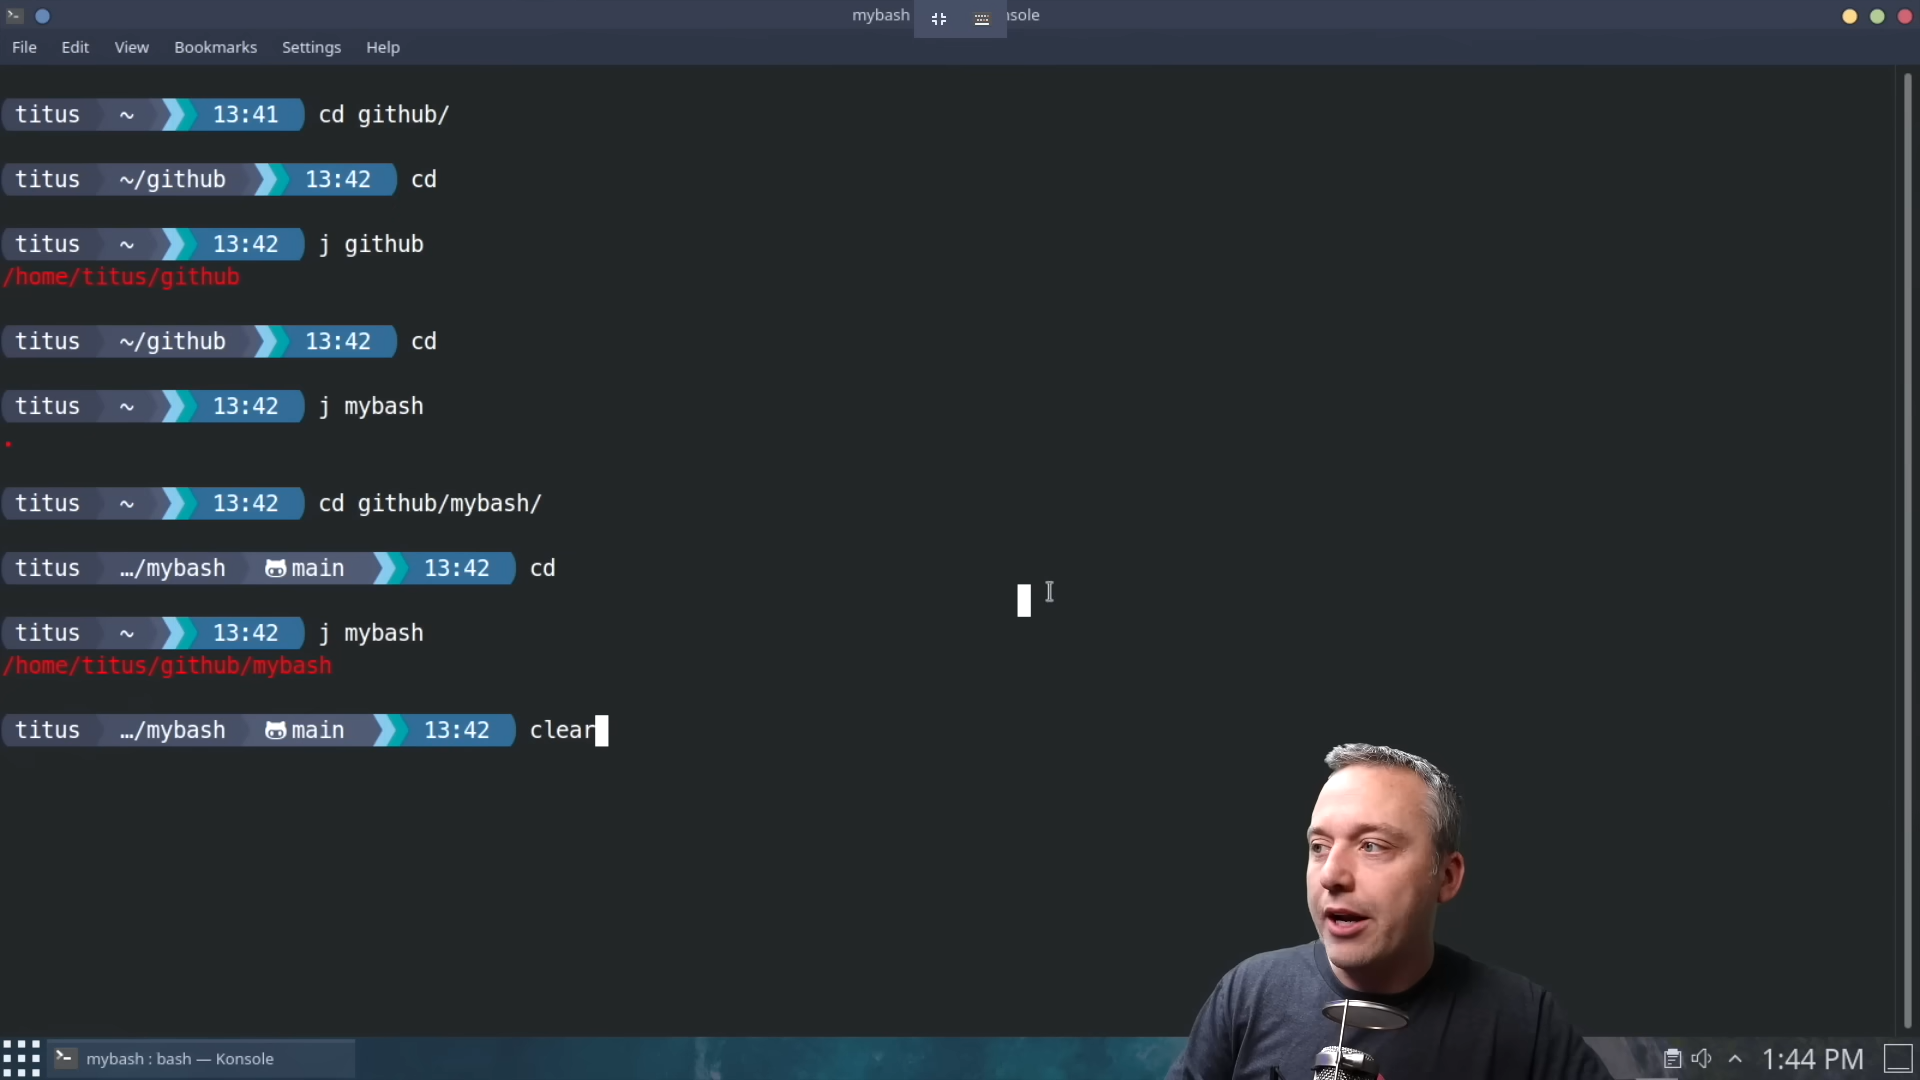 mybash
nsole
File Edit View Bookmarks Settings Help
titus ~ 13:41 cd github/
titus ~/github 13:42 cd
titus ~ 13:42 j github
/home/titus/github
titus ~/github 13:42 cd
titus ~ 13:42 j mybash
.
titus ~ 13:42 cd github/mybash/
titus …/mybash main 13:42 cd
titus ~ 13:42 j mybash
/home/titus/github/mybash
titus …/mybash main 13:42 clear
mybash : bash — Konsole
1:44 PM